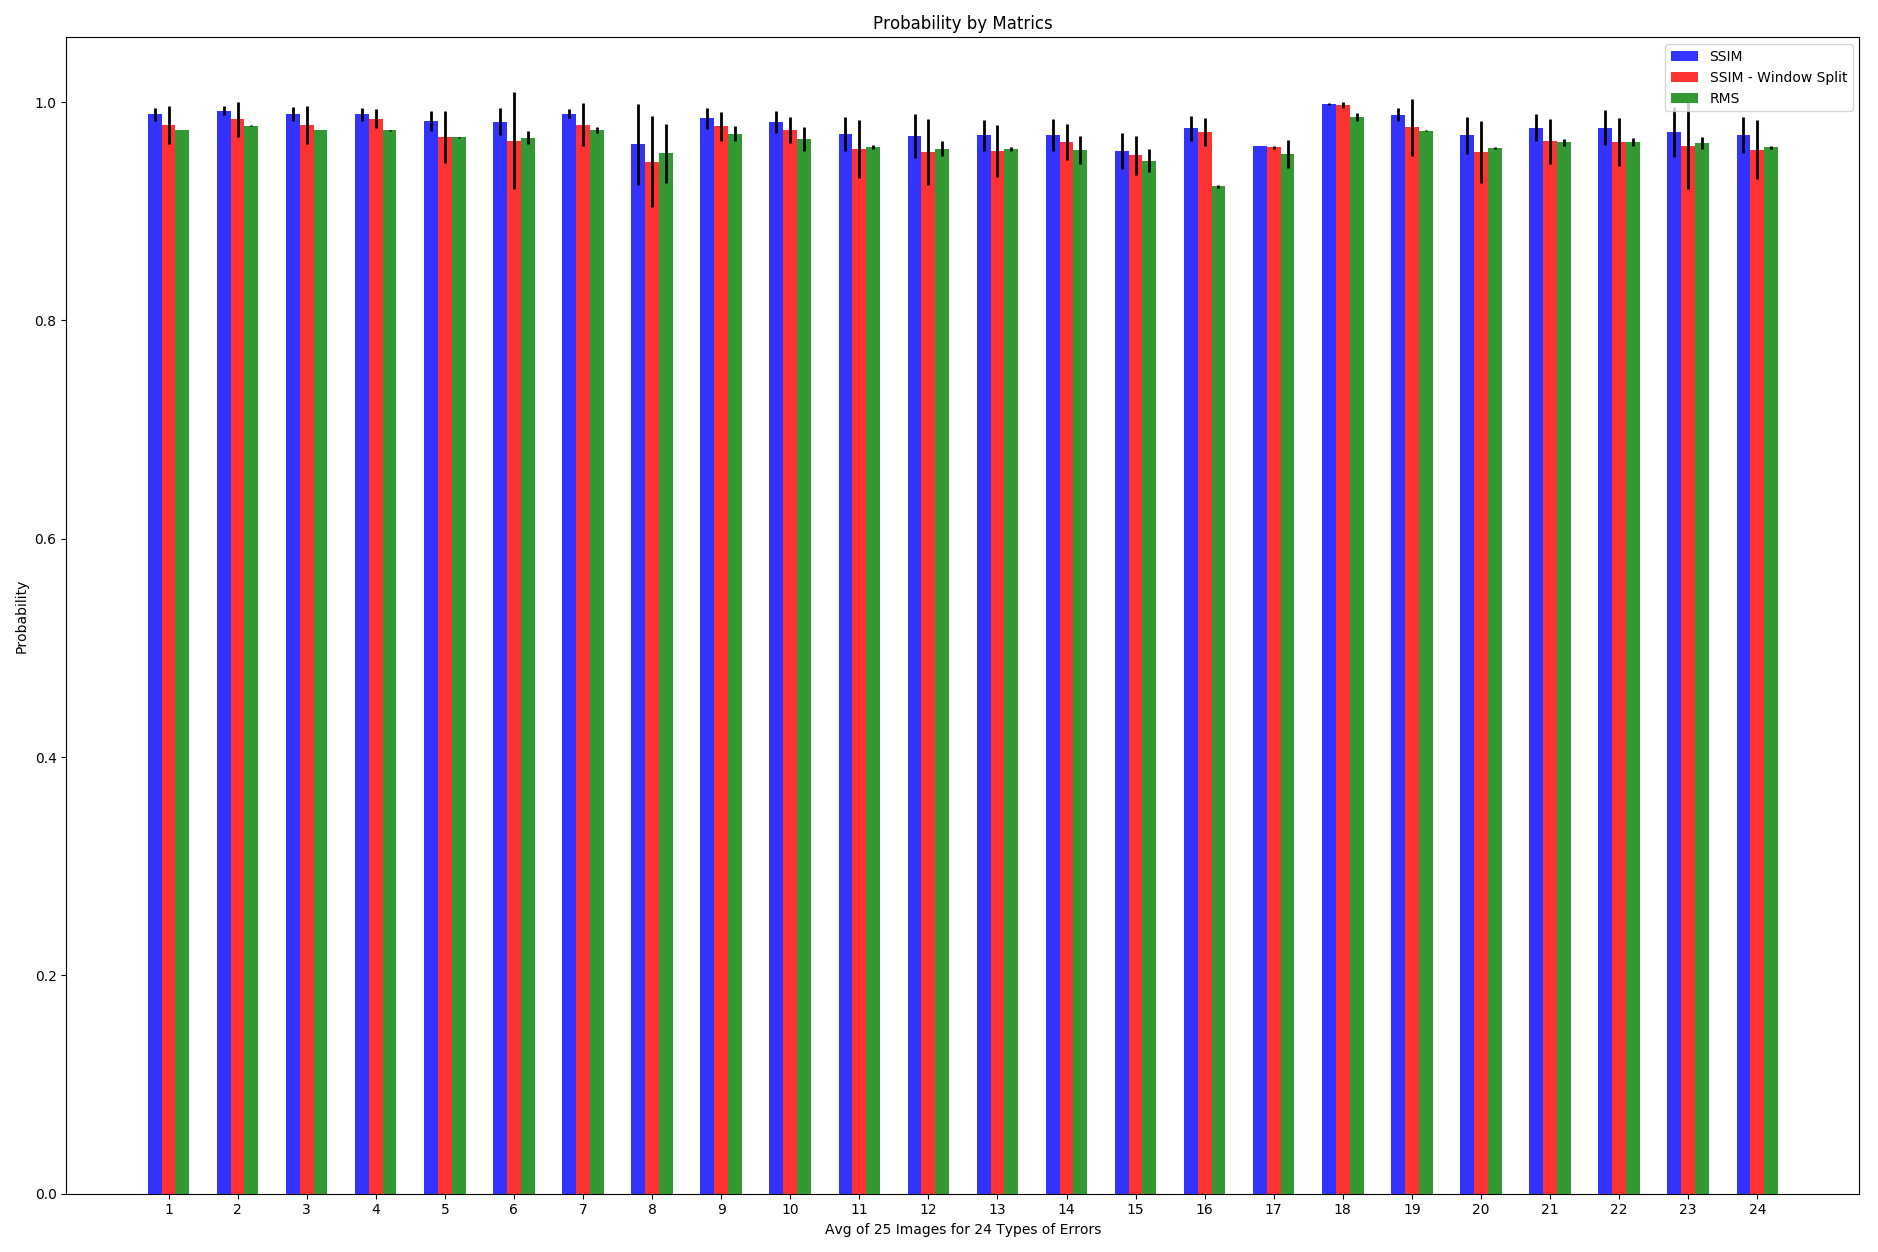 Probability by Matrics
SSIM
SSIM - Window Split
RMS
1.0
0.8
0.6
0.4
0.2
0.0
Probability
1 2 3 4 5 6 7 8 9 10 11 12 13 14 15 16 17 18 19 20 21 22 23 24
Avg of 25 Images for 24 Types of Errors